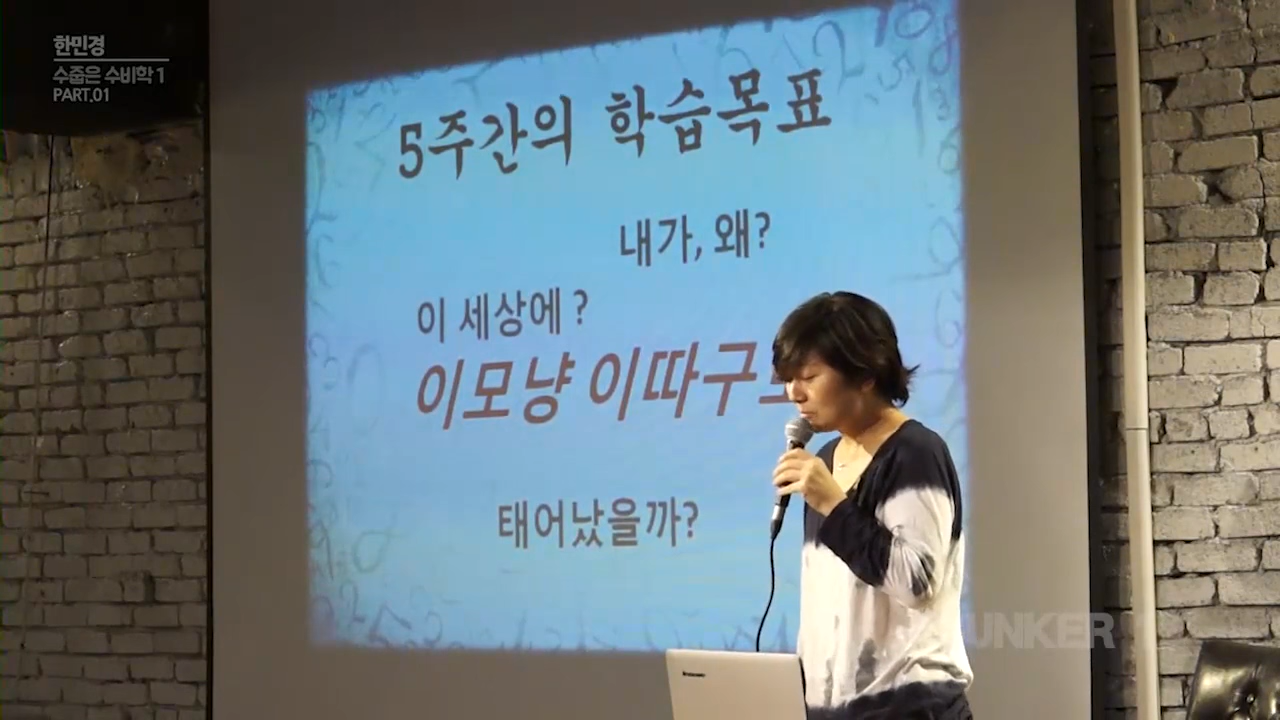 한민경
수줍은 수비학 1
PART.01
5주간의 학습목표
내가, 왜?
이 세상에 ?
이모냥 이따구로
태어났을까?
lenovo
UNKER